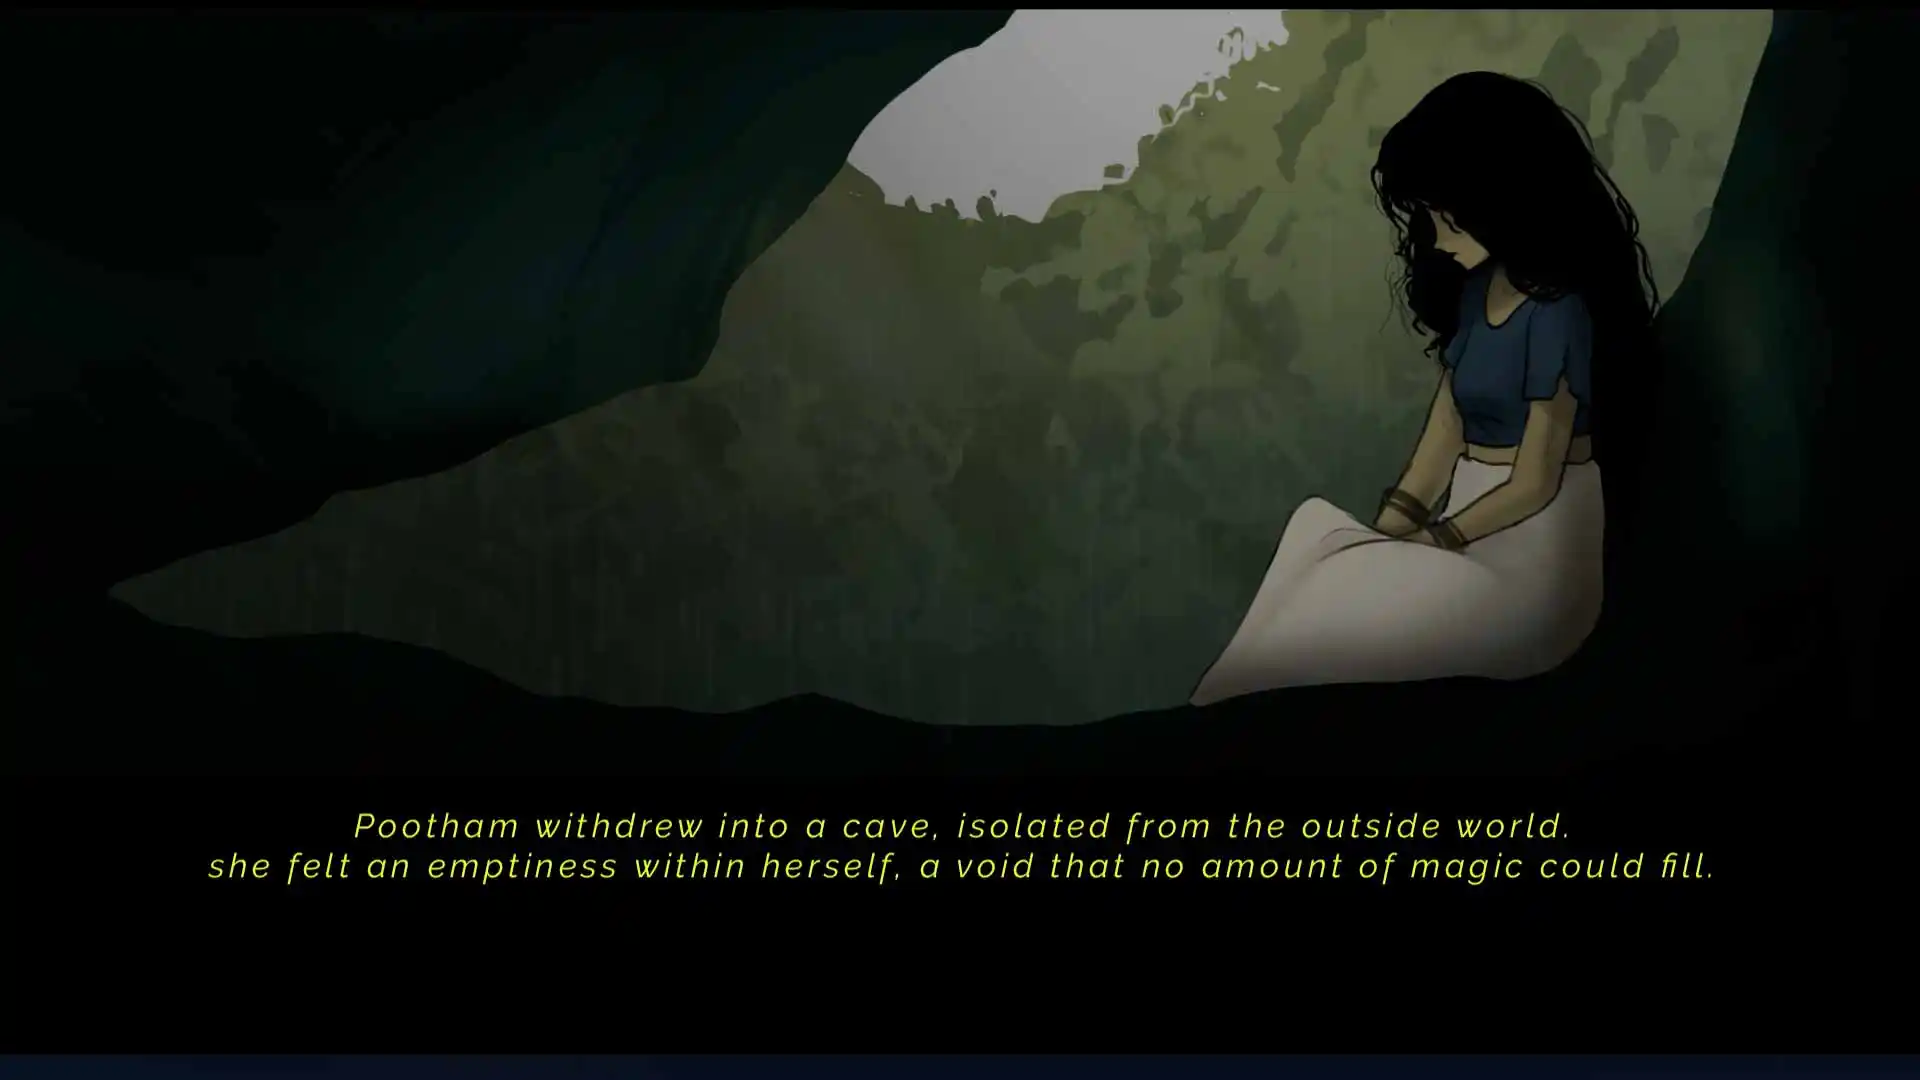 Pootham withdrew into a cave, isolated from the outside world.
she felt an emptiness within herself, a void that no amount of magic could fill.